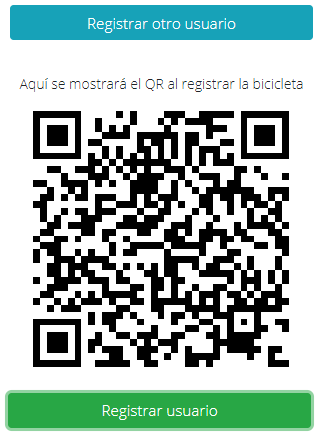 Registrar otro usuario
Aquí se mostrará el QR al registrar la bicicleta
Registrar usuario